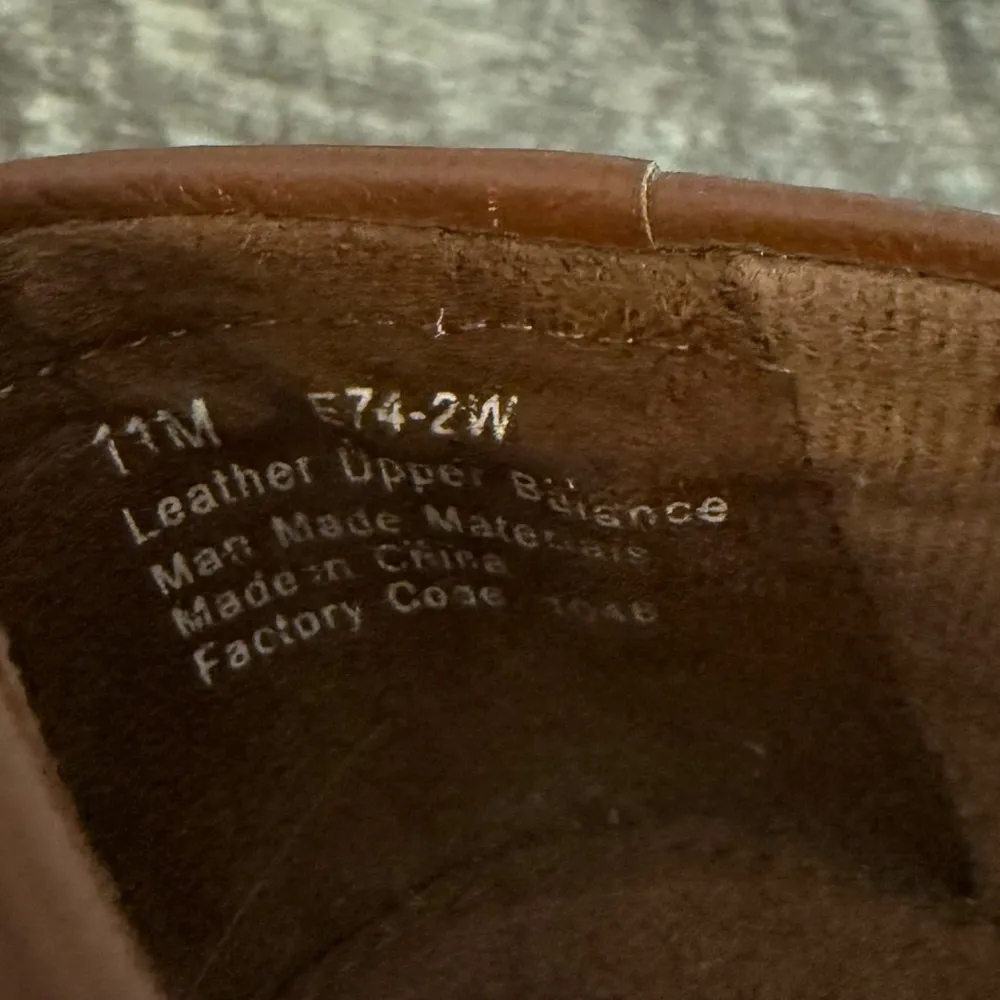 11M E74-2W
Leather Upper Balance
Man Made Materials
Made in China
Factory Code